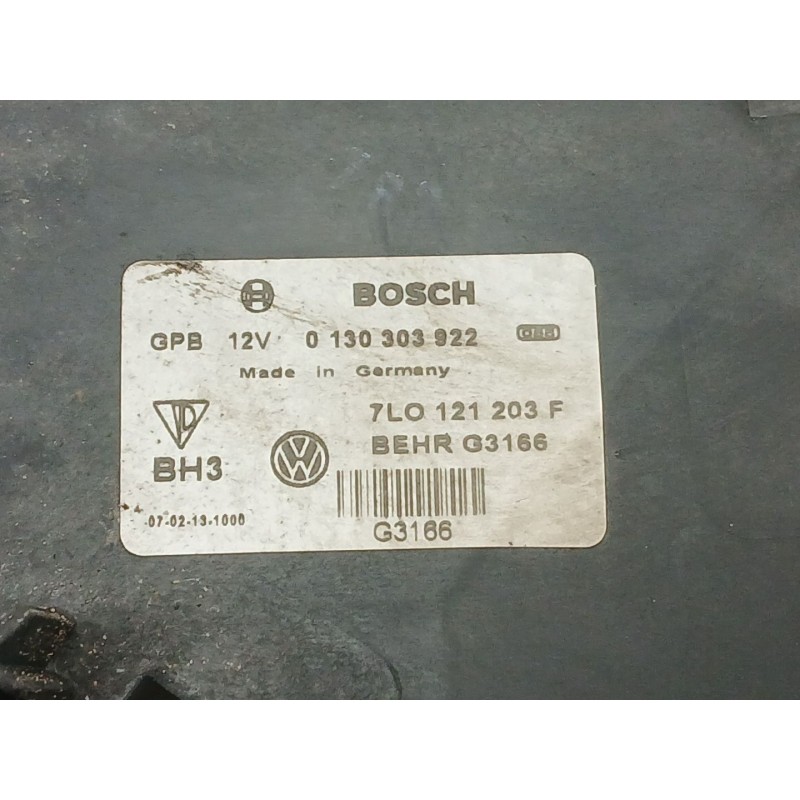 BOSCH
GPB 12V 0 130 303 922
Made in Germany
7L0 121 203 F
BEHR G3166
BH3
07-02-13-1000
G3166